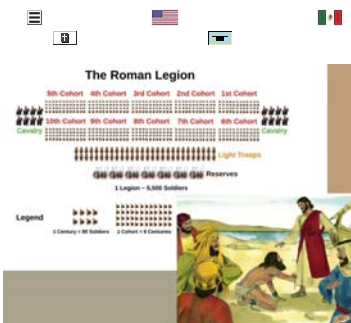 The Roman Legion
5th Cohort 4th Cohort 3rd Cohort 2nd Cohort 1st Cohort
10th Cohort 9th Cohort 8th Cohort 7th Cohort 6th Cohort
Cavalry Cavalry
Light Troops
Reserves
1 Legion ~ 5,500 Soldiers
Legend
1 Century = 80 Soldiers 1 Cohort = 6 Centuries